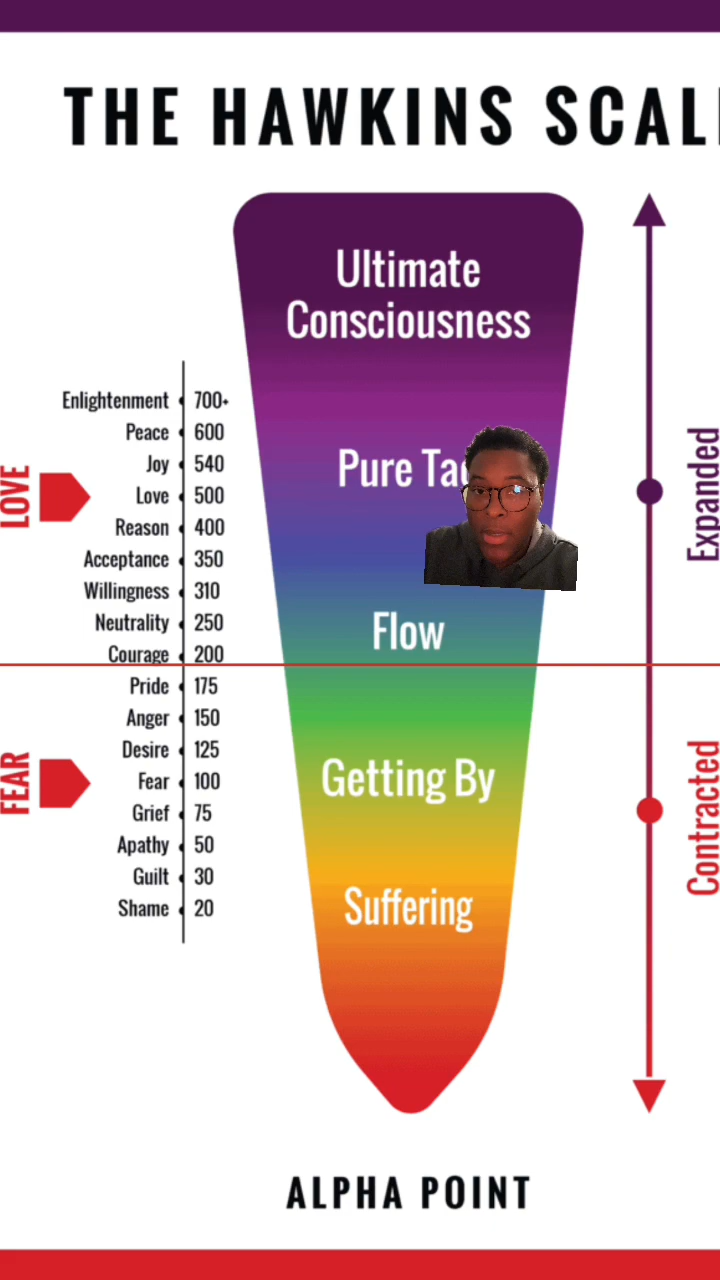 THE HAWKINS SCAL
Ultimate
Consciousness
Enlightenment 700+
Peace 600
Joy 540
Love 500
Reason 400
Acceptance 350
Willingness 310
Neutrality 250
Courage 200
Pride 175
Anger 150
Desire 125
Fear 100
Grief 75
Apathy 50
Guilt 30
Shame 20
LOVE
FEAR
Pure
Flow
Getting By
Suffering
Expanded
Contracted
ALPHA POINT